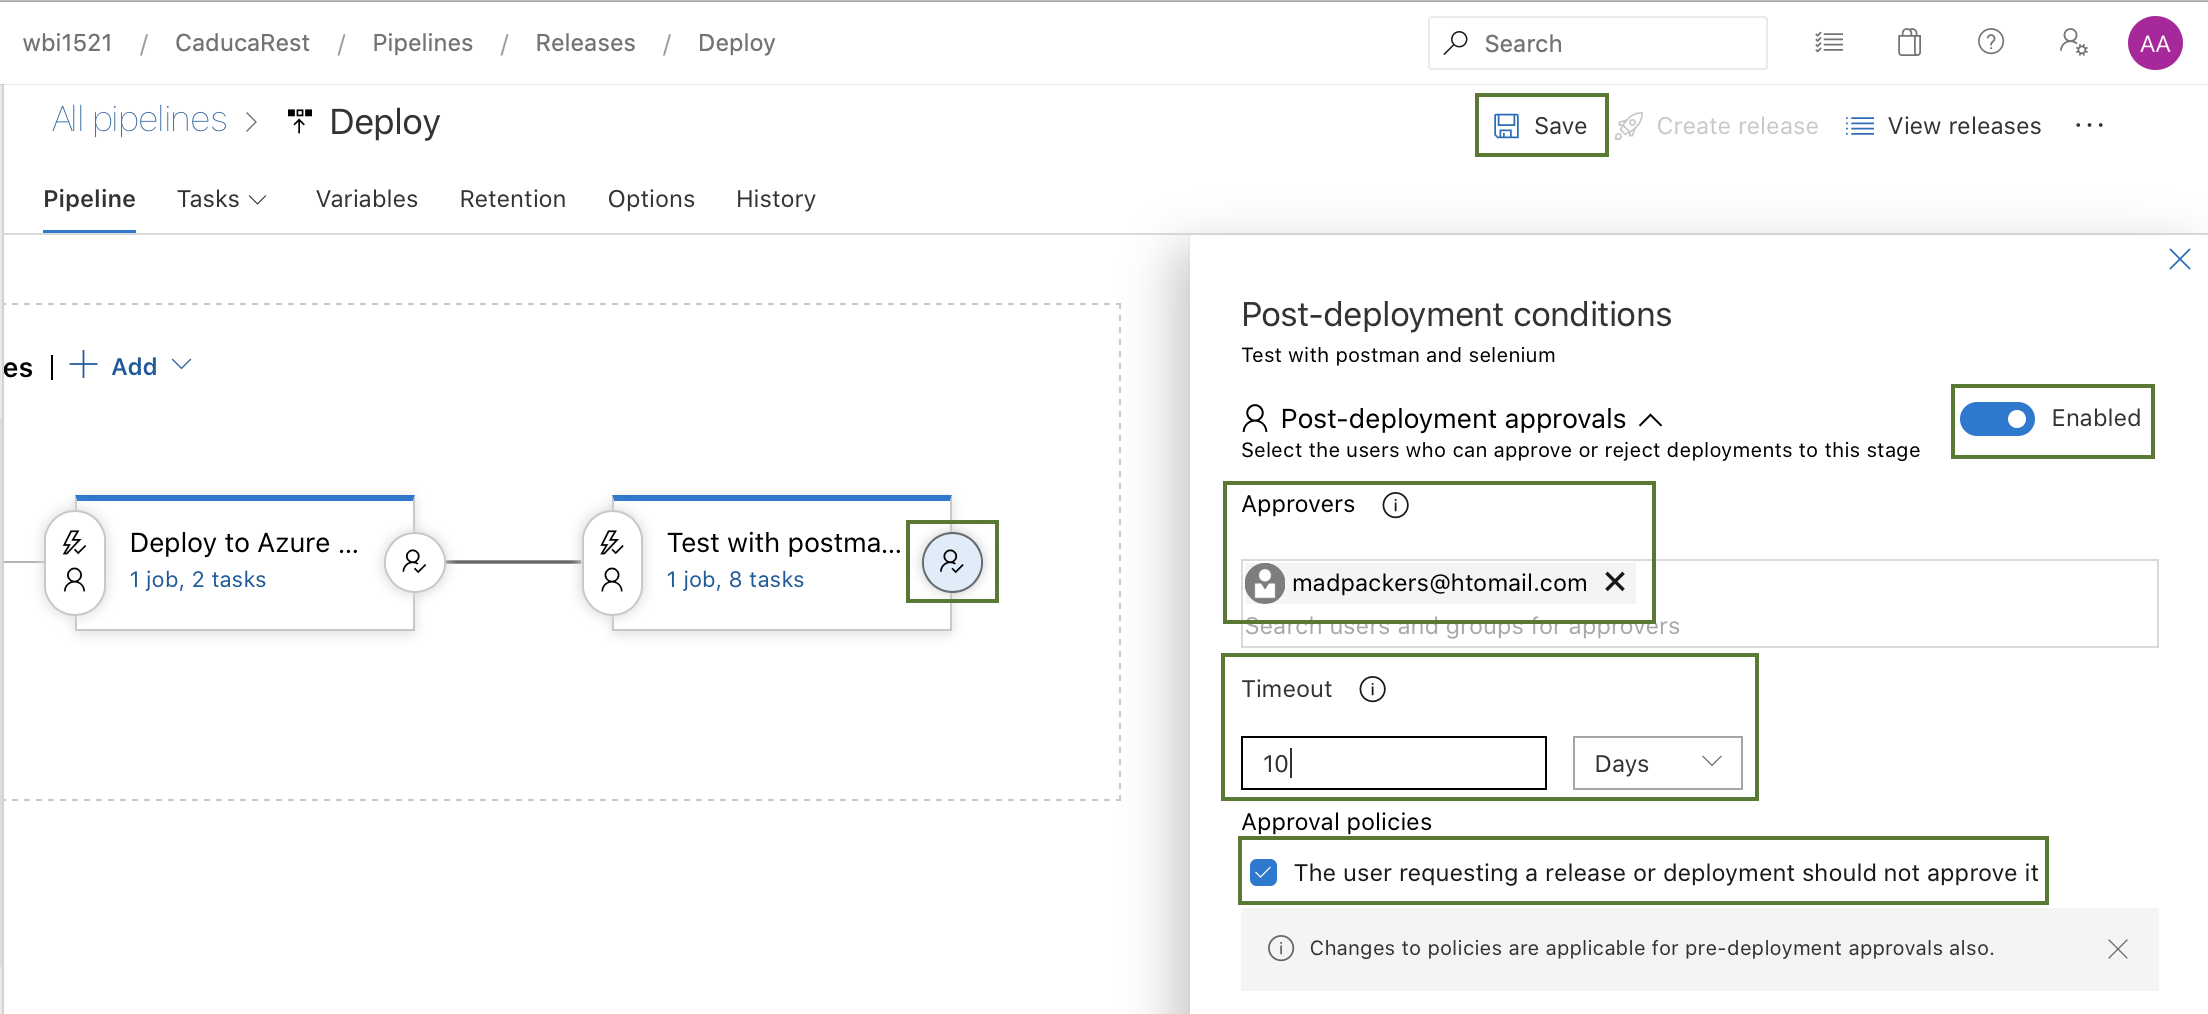 wbi1521 / CaducaRest / Pipelines / Releases / Deploy
Search
AA
All pipelines > Deploy
Save
Create release
View releases
Pipeline
Tasks
Variables
Retention
Options
History
es | + Add
Deploy to Azure ...
1 job, 2 tasks
Test with postma...
1 job, 8 tasks
Post-deployment conditions
Test with postman and selenium
Post-deployment approvals
Enabled
Select the users who can approve or reject deployments to this stage
Approvers
madpackers@htomail.com
Search users and groups for approvers
Timeout
10
Days
Approval policies
The user requesting a release or deployment should not approve it
Changes to policies are applicable for pre-deployment approvals also.